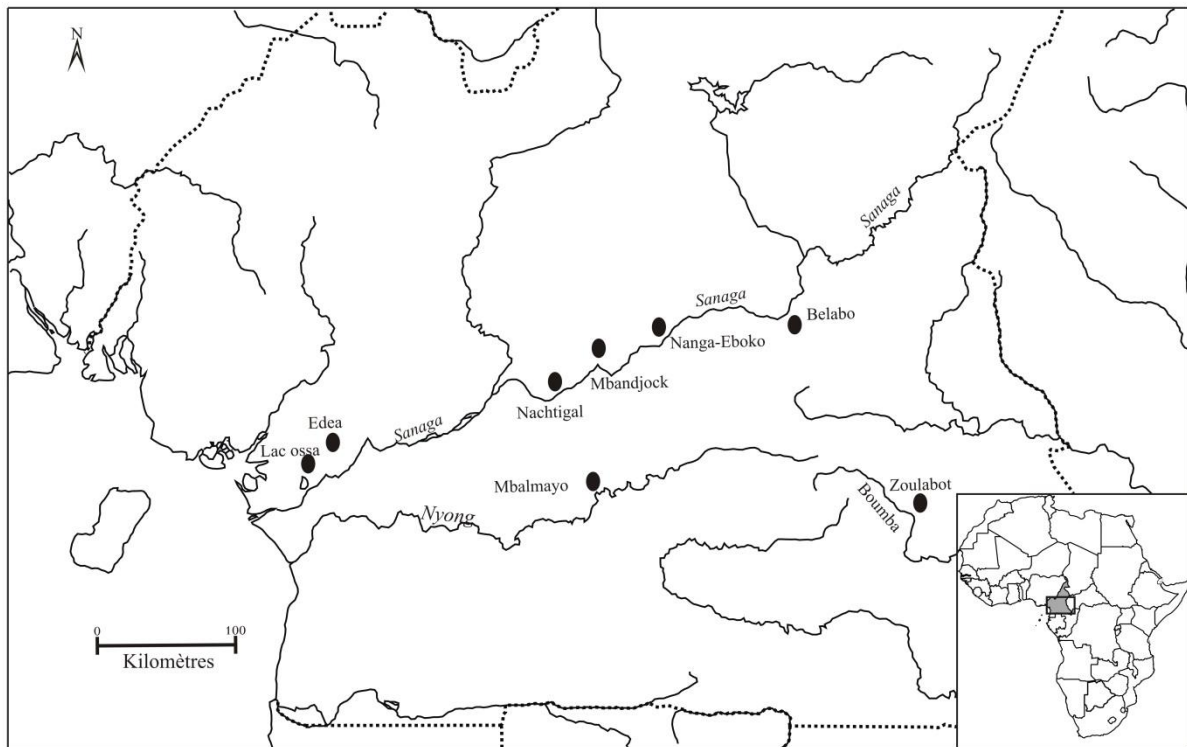 N
Sanaga
Sanaga
Belabo
Nanga-Eboko
Mbandjock
Nachtigal
Edea
Sanaga
Lac ossa
Mbalmayo
Zoulabot
Boumba
Nyong
0 100
Kilomètres